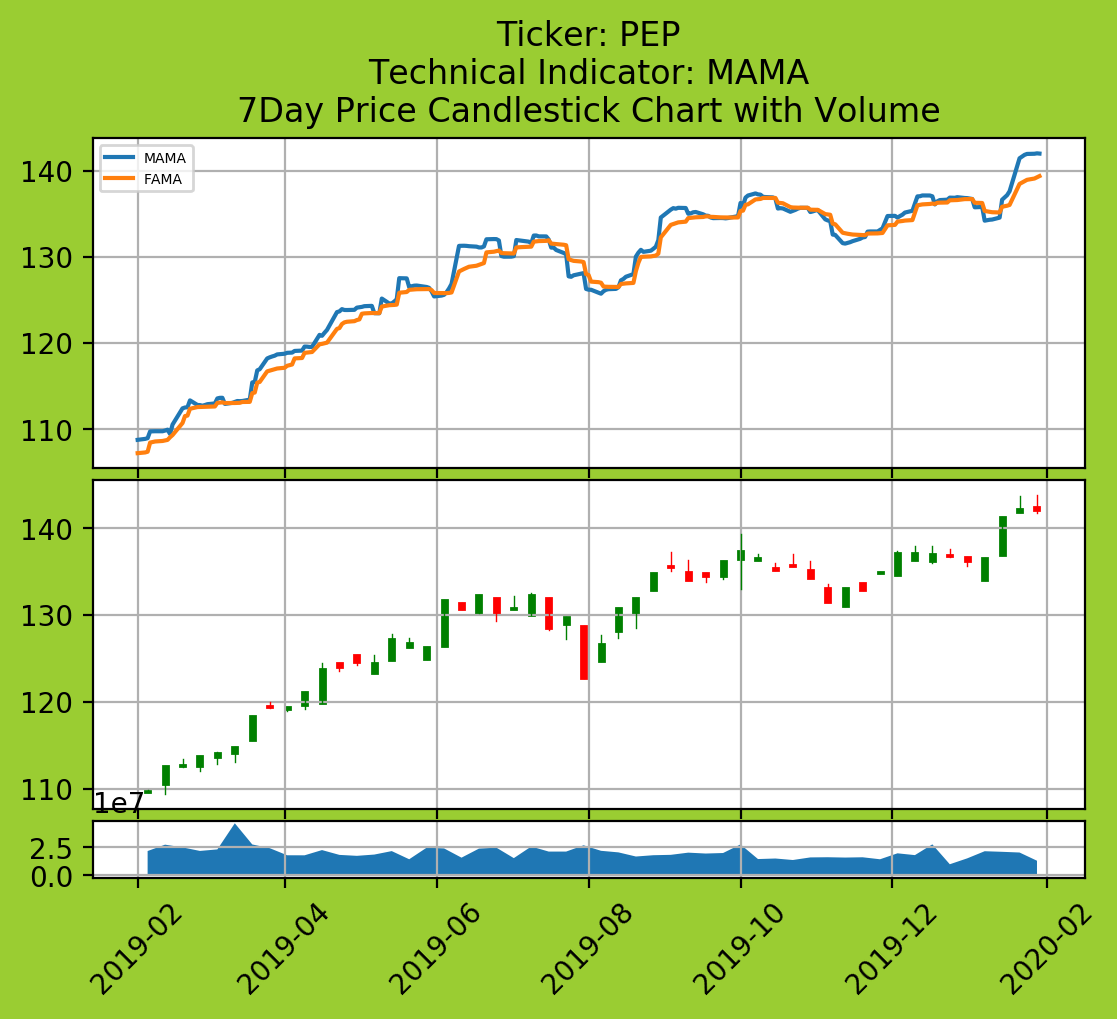 Ticker: PEP
Technical Indicator: MAMA
7Day Price Candlestick Chart with Volume
MAMA
FAMA
140
130
120
110
140
130
120
110
1e7
2.5
0.0
2019-02
2019-04
2019-06
2019-08
2019-10
2019-12
2020-02